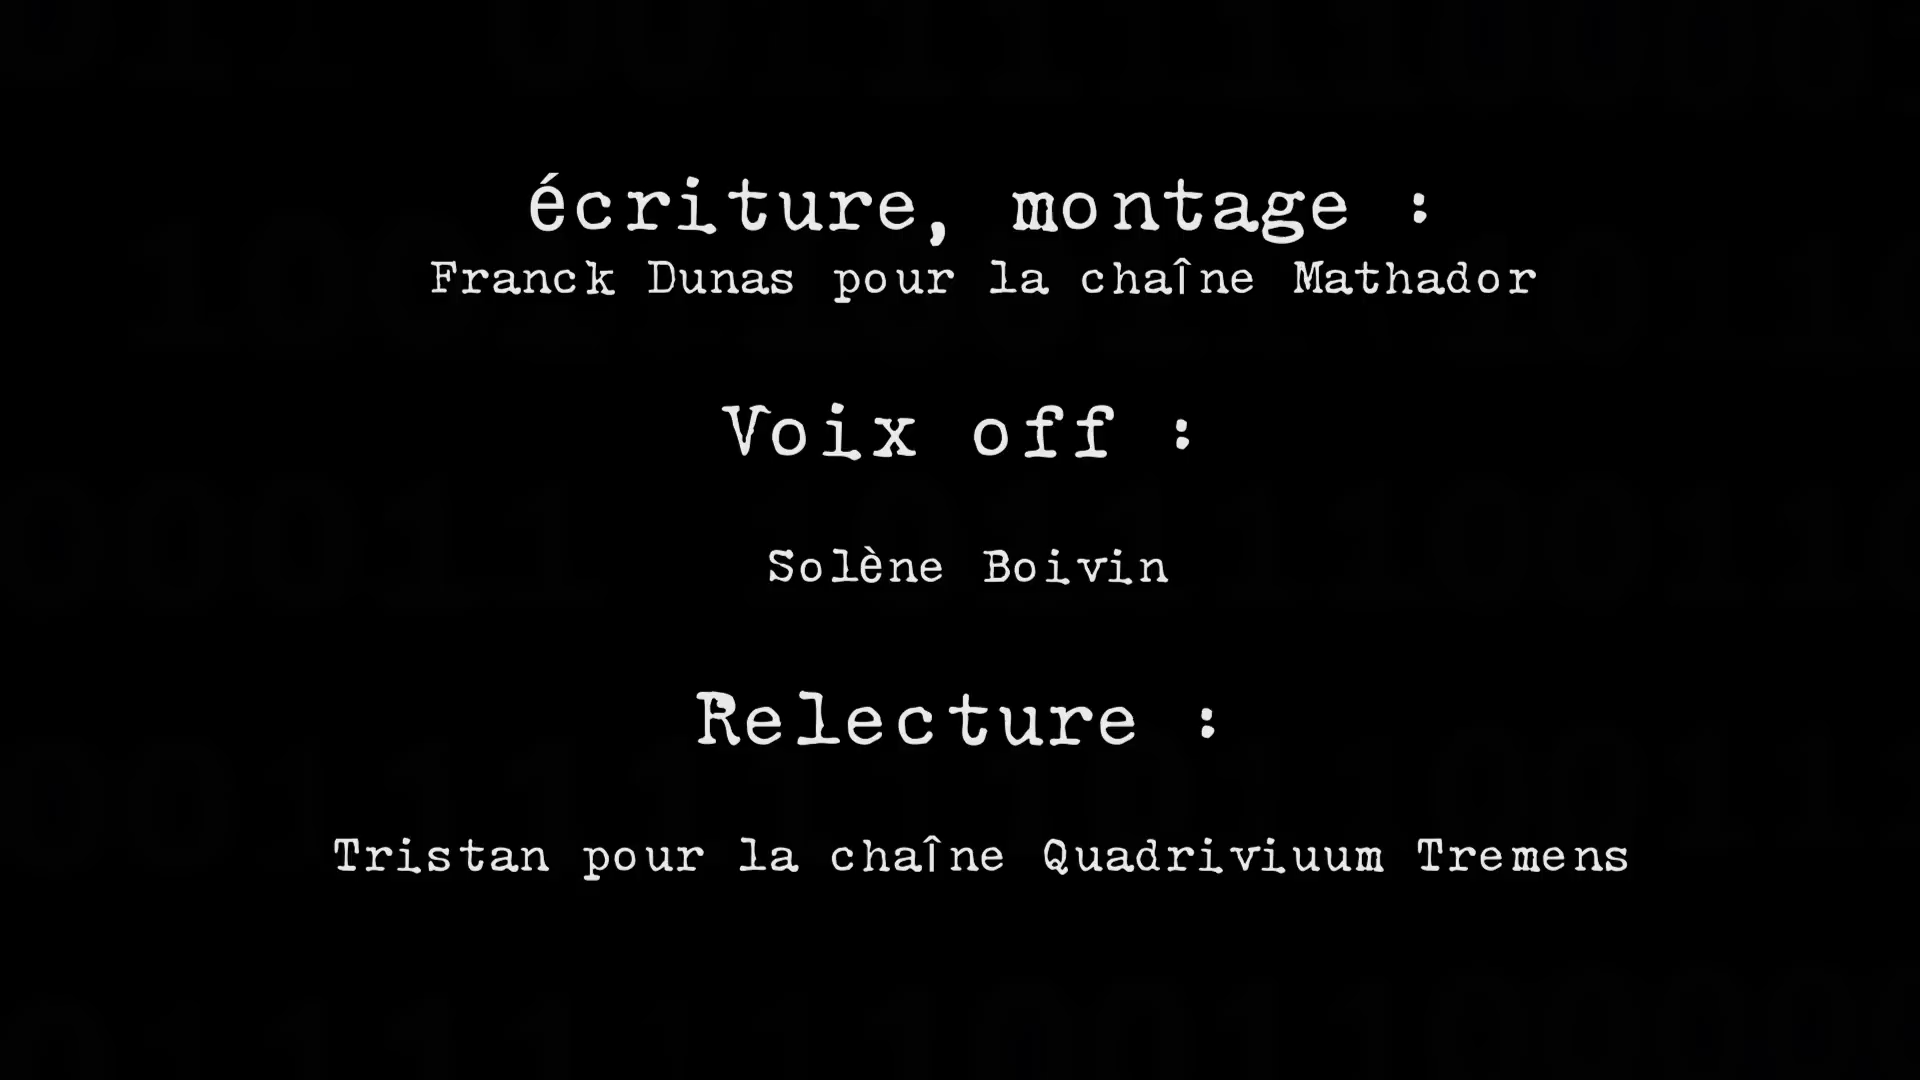 écriture, montage :
Franck Dunas pour la chaîne Mathador
Voix off :
Solène Boivin
Relecture :
Tristan pour la chaîne Quadriviuum Tremens